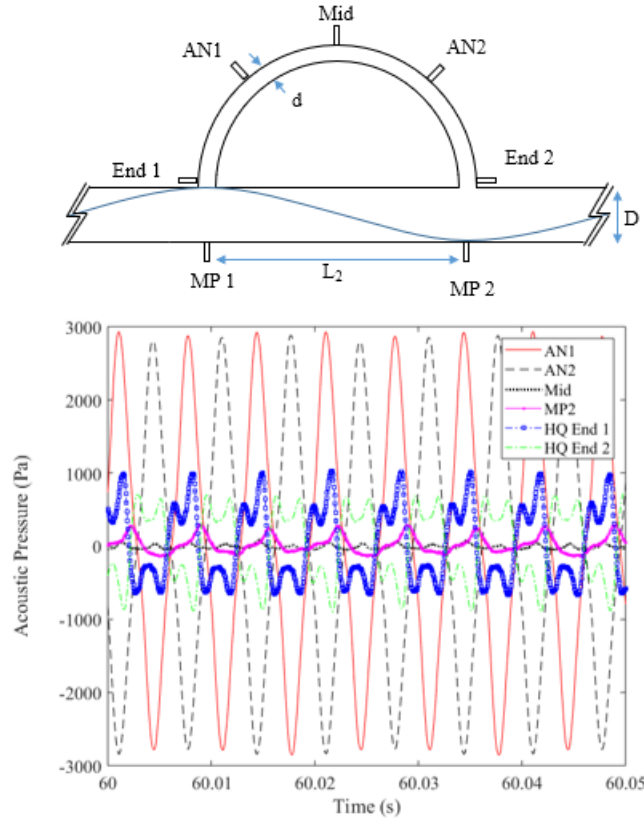 Mid
AN1
AN2
d
End 1
End 2
D
L2
MP 1
MP 2
3000
2000
1000
0
-1000
-2000
-3000
Acoustic Pressure (Pa)
AN1
AN2
Mid
MP2
HQ End 1
HQ End 2
60
60.01
60.02
60.03
60.04
60.05
Time (s)